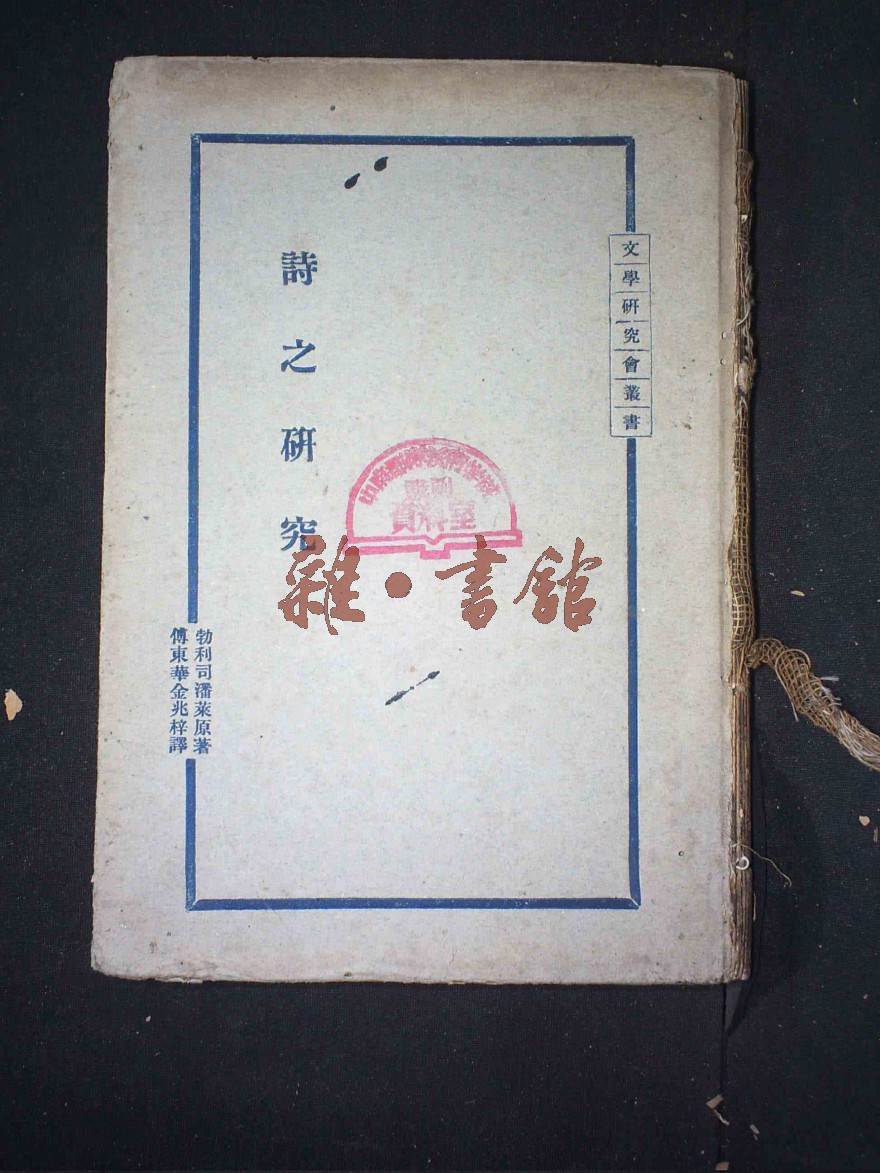 文學研究會叢書
詩之研究
勃利司潘萊原著
傅東華金兆梓譯
資料室
雜·書館